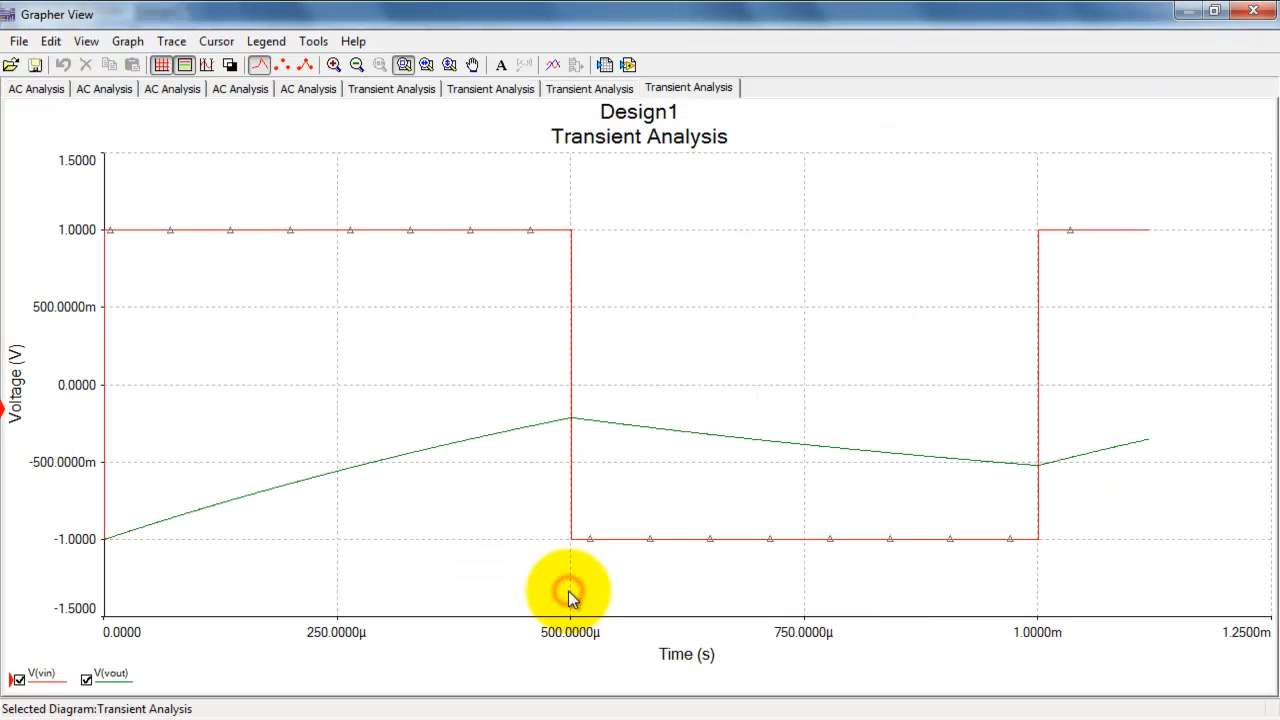 Grapher View
File Edit View Graph Trace Cursor Legend Tools Help
A
AC Analysis AC Analysis AC Analysis AC Analysis AC Analysis Transient Analysis Transient Analysis Transient Analysis Transient Analysis
Design1
Transient Analysis
1.5000
1.0000
500.0000m
0.0000
-500.0000m
-1.0000
-1.5000
Voltage (V)
0.0000 250.0000µ 500.0000µ 750.0000µ 1.0000m 1.2500m
Time (s)
V(vin) V(vout)
Selected Diagram:Transient Analysis